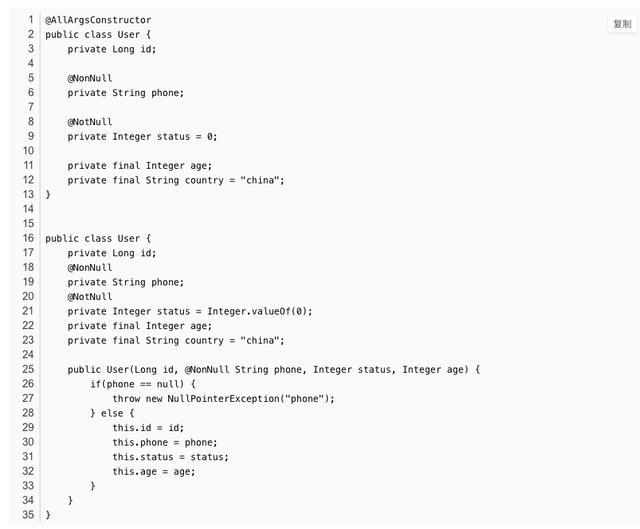 复制
1 @AllArgsConstructor
2 public class User {
3     private Long id;
4
5     @NonNull
6     private String phone;
7
8     @NotNull
9     private Integer status = 0;
10
11     private final Integer age;
12     private final String country = "china";
13 }
14
15
16 public class User {
17     private Long id;
18     @NonNull
19     private String phone;
20     @NotNull
21     private Integer status = Integer.valueOf(0);
22     private final Integer age;
23     private final String country = "china";
24
25     public User(Long id, @NonNull String phone, Integer status, Integer age) {
26         if(phone == null) {
27             throw new NullPointerException("phone");
28         } else {
29             this.id = id;
30             this.phone = phone;
31             this.status = status;
32             this.age = age;
33         }
34     }
35 }